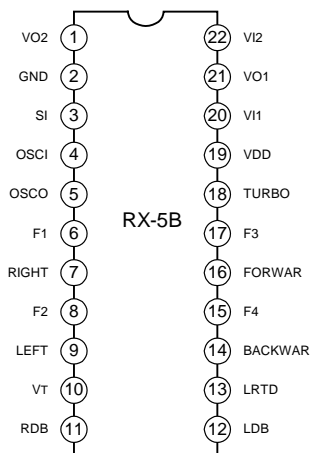 VO2 1 22 VI2
GND 2 21 VO1
SI 3 20 VI1
OSCI 4 19 VDD
OSCO 5 18 TURBO
RX-5B
F1 6 17 F3
RIGHT 7 16 FORWAR
F2 8 15 F4
LEFT 9 14 BACKWAR
VT 10 13 LRTD
RDB 11 12 LDB